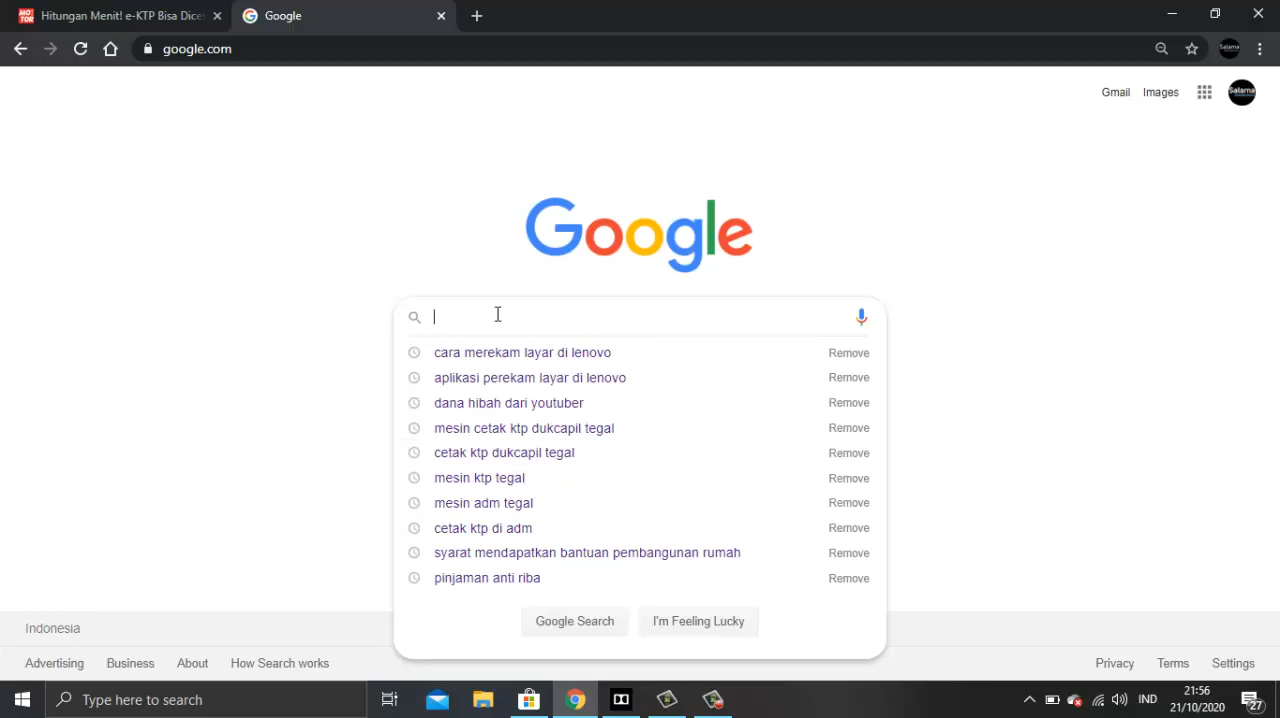 MO
TOR
Hitungan Menit! e-KTP Bisa Dice
Google
google.com
Salama
Gmail
Images
Salama
Google
cara merekam layar di lenovo
Remove
aplikasi perekam layar di lenovo
Remove
dana hibah dari youtuber
Remove
mesin cetak ktp dukcapil tegal
Remove
cetak ktp dukcapil tegal
Remove
mesin ktp tegal
Remove
mesin adm tegal
Remove
cetak ktp di adm
Remove
syarat mendapatkan bantuan pembangunan rumah
Remove
pinjaman anti riba
Remove
Google Search
I'm Feeling Lucky
Indonesia
Advertising
Business
About
How Search works
Privacy
Terms
Settings
Type here to search
IND
21:56
21/10/2020
27